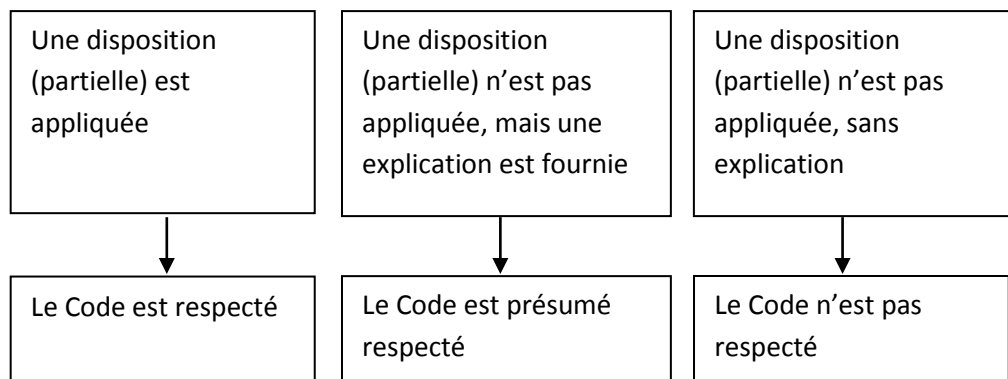 Une disposition
(partielle) est
appliquée
Une disposition
(partielle) n’est pas
appliquée, mais une
explication est fournie
Une disposition
(partielle) n’est pas
appliquée, sans
explication
Le Code est respecté
Le Code est présumé
respecté
Le Code n’est pas
respecté